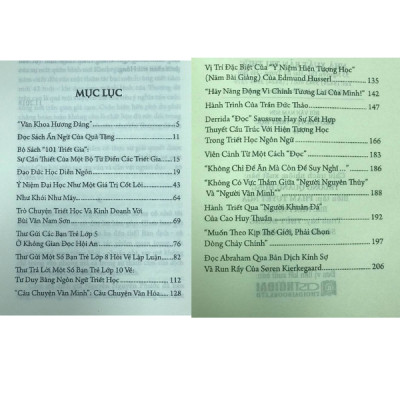 MỤC LỤC
"Văn Khoa Hương Đăng" 5
Đọc Sách Ẩn Ngữ Của Quà Tặng 11
Bộ Sách "101 Triết Gia":
Sự Cần Thiết Của Một Bộ Từ Điển Các Triết Gia 15
Đạo Đức Học Diễn Ngôn 19
Ý Niệm Đại Học Như Một Giá Trị Cốt Lõi 43
Như Khói Như Mây 64
Trò Chuyện Triết Học Và Kinh Doanh Với
Bùi Văn Nam Sơn 69
Thư Gửi Các Bạn Trẻ Lớp 5
Ở Không Gian Đọc Hội An 76
Thư Gửi Một Số Bạn Trẻ Lớp 8 Hỏi Về Lập Luận 82
Thư Trả Lời Một Số Bạn Trẻ Lớp 10 Về:
Tư Duy Bằng Ngôn Ngữ Triết Học 112
"Câu Chuyện Văn Minh": Câu Chuyện Văn Hóa 128
Vị Trí Đặc Biệt Của "Ý Niệm Hiện Tượng Học"
(Năm Bài Giảng) Của Edmund Husserl 135
"Hãy Năng Động Vì Chính Tương Lai Của Mình!" 142
Hành Trình Của Trần Đức Thảo 147
Derrida "Đọc" Saussure Hay Sự Kết Hợp
Thuyết Cấu Trúc Với Hiện Tượng Học
Trong Triết Học Ngôn Ngữ 166
Viễn Cảnh Từ Một Cách "Đọc" 183
"Không Chỉ Để Ăn Mà Còn Để Suy Nghĩ..." 186
"Không Có Vực Thẳm Giữa "Người Nguyên Thủy"
Và "Người Văn Minh" 188
Hành Triết Qua "Người Khuân Đá"
Của Cao Huy Thuần 192
"Muốn Theo Kịp Thế Giới, Phải Chọn
Dòng Chảy Chính" 197
Đọc Abraham Qua Bản Dịch Kính Sợ
Và Run Rẩy Của Søren Kierkegaard 206